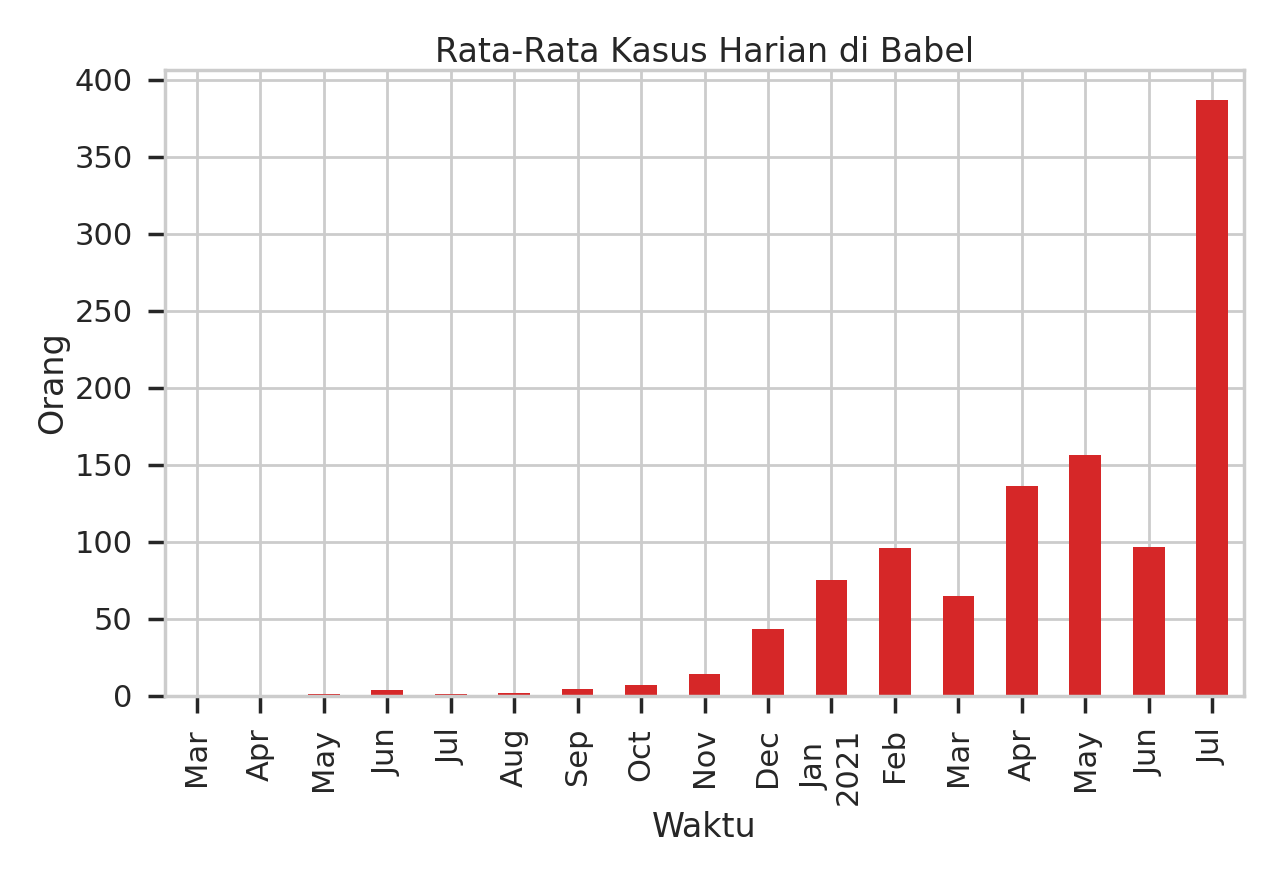 Rata-Rata Kasus Harian di Babel
400
350
300
250
200
150
100
50
0
Orang
Mar
Apr
May
Jun
Jul
Aug
Sep
Oct
Nov
Dec
Jan
2021
Feb
Mar
Apr
May
Jun
Jul
Waktu